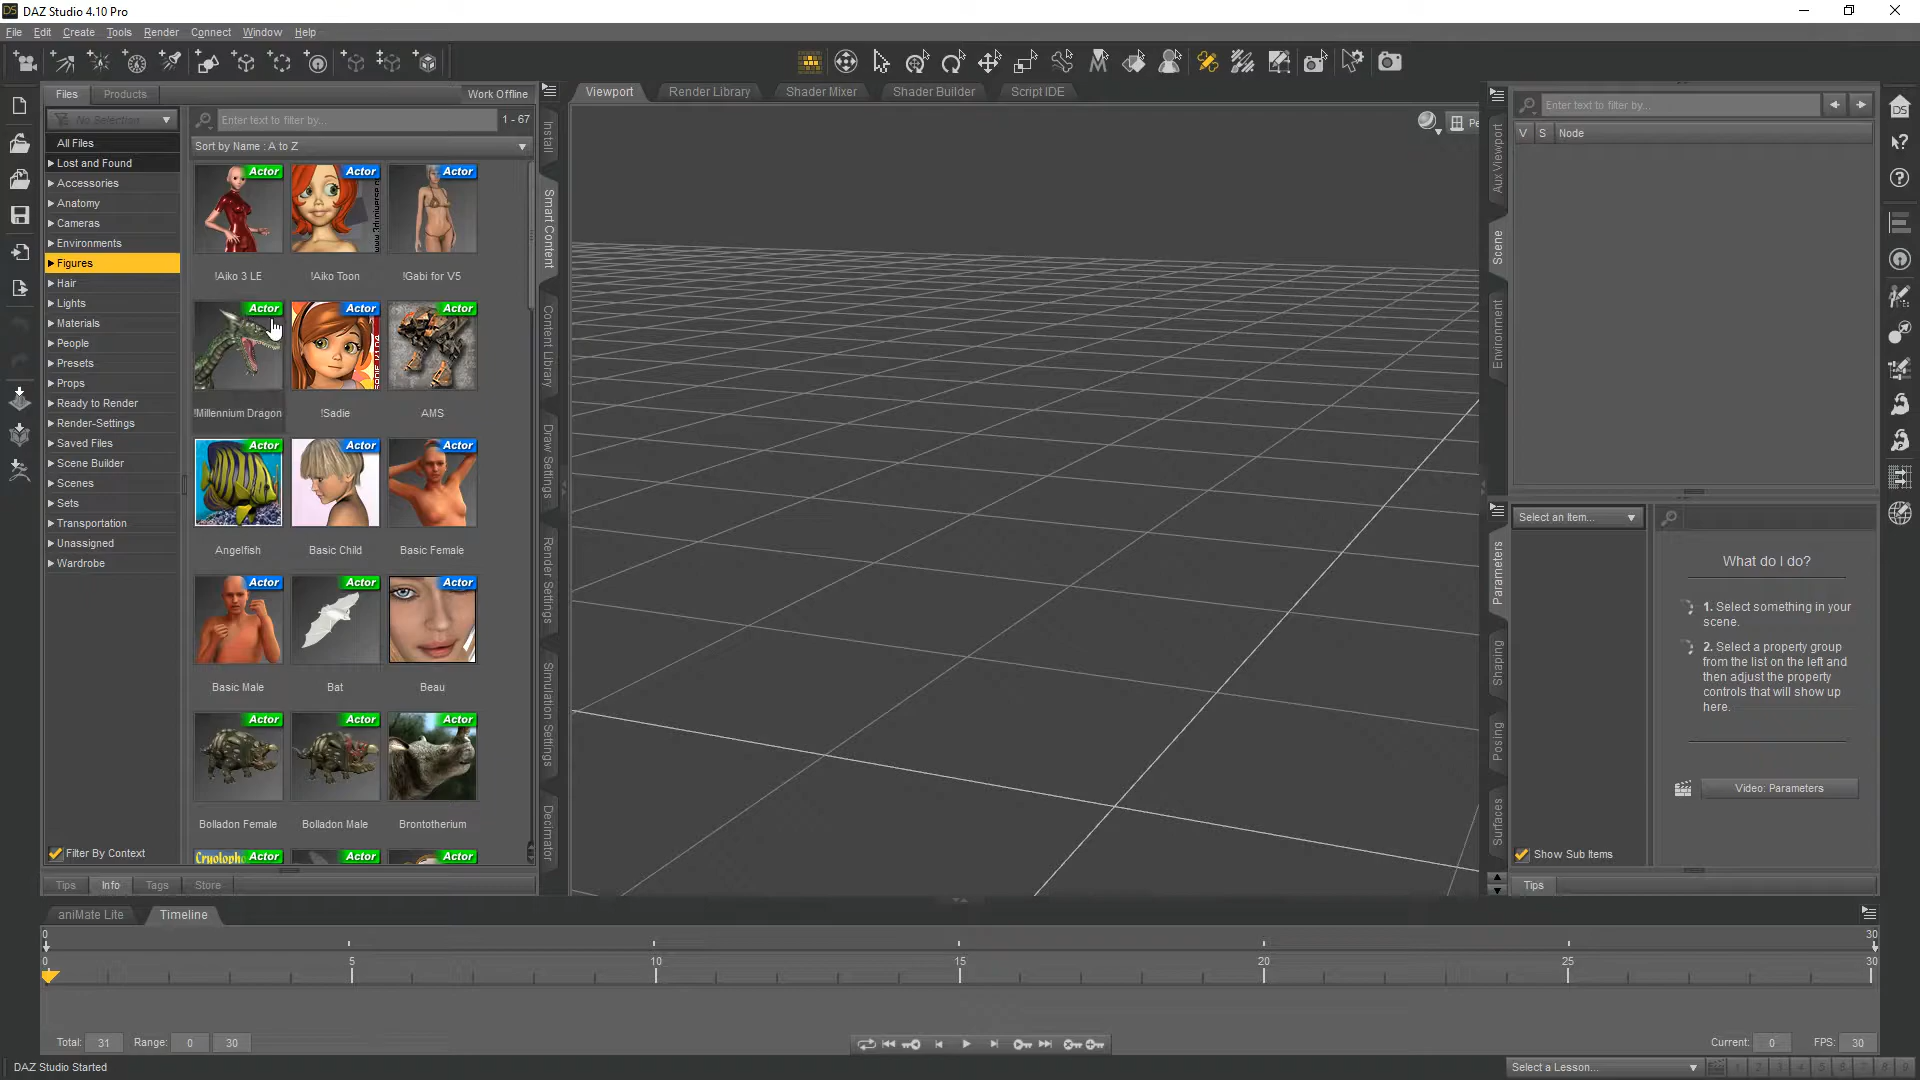 DAZ Studio 4.10 Pro
File Edit Create Tools Render Connect Window Help
Files Products Work Offline
No Selection
Enter text to filter by... 1 - 67
Sort by Name : A to Z
All Files
Lost and Found
Accessories
Anatomy
Cameras
Environments
Figures
Hair
Lights
Materials
People
Presets
Props
Ready to Render
Render-Settings
Saved Files
Scene Builder
Scenes
Sets
Transportation
Unassigned
Wardrobe
Filter By Context
Actor Actor Actor
!Aiko 3 LE !Aiko Toon !Gabi for V5
Actor Actor Actor
!Millennium Dragon !Sadie AMS
Actor Actor Actor
Angelfish Basic Child Basic Female
Actor Actor Actor
Basic Male Bat Beau
Actor Actor Actor
Bolladon Female Bolladon Male Brontotherium
Actor Actor Actor
Tips Info Tags Store
Install
Smart Content
Content Library
Draw Settings
Render Settings
Simulation Settings
Decimator
Viewport Render Library Shader Mixer Shader Builder Script IDE
Aux Viewport
Scene
Environment
Enter text to filter by...
V S Node
Parameters
Shaping
Posing
Surfaces
Select an Item...
What do I do?
1. Select something in your
scene.
2. Select a property group
from the list on the left and
then adjust the property
controls that will show up
here.
Video: Parameters
Show Sub Items
Tips
aniMate Lite Timeline
0 30
0 5 10 15 20 25 30
Total: 31 Range: 0 30 Current: 0 FPS: 30
DAZ Studio Started
Select a Lesson...